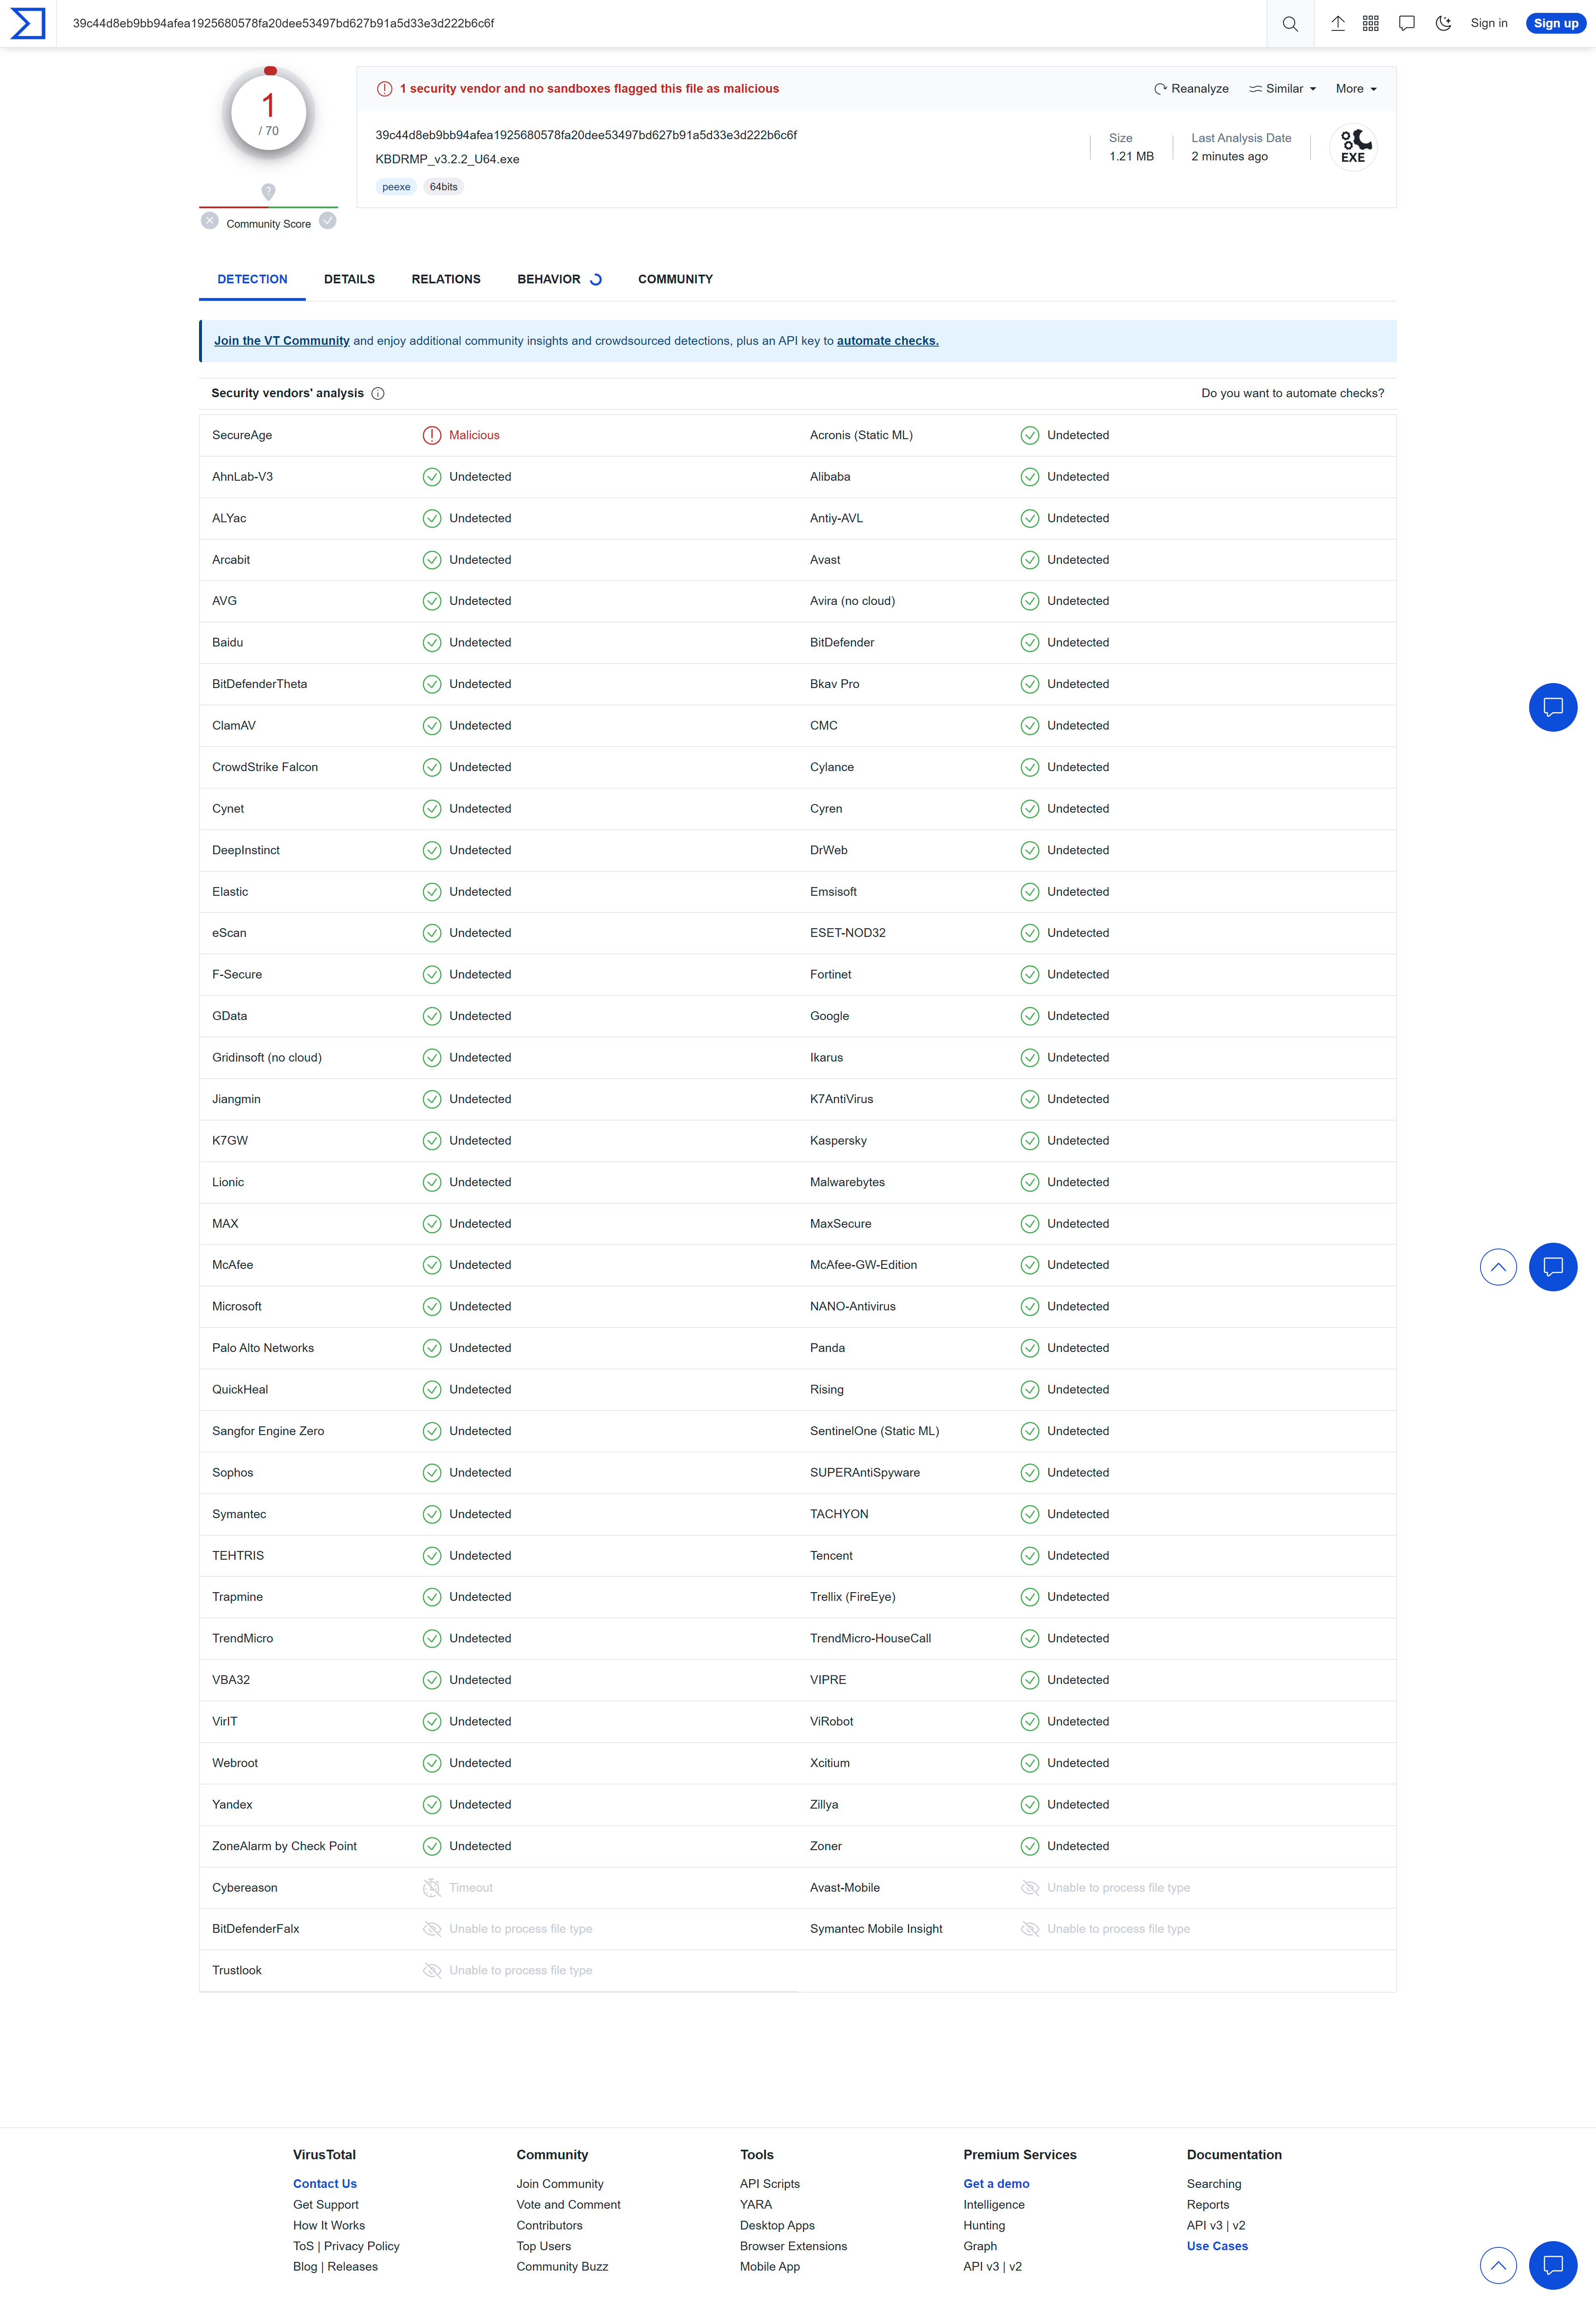 39c44d8eb9bb94afea1925680578fa20dee53497bd627b91a5d33e3d222b6c6f
Sign in
Sign up
1
/ 70
Community Score
1 security vendor and no sandboxes flagged this file as malicious
Reanalyze
Similar
More
39c44d8eb9bb94afea1925680578fa20dee53497bd627b91a5d33e3d222b6c6f
KBDRMP_v3.2.2_U64.exe
peexe
64bits
Size
1.21 MB
Last Analysis Date
2 minutes ago
EXE
DETECTION
DETAILS
RELATIONS
BEHAVIOR
COMMUNITY
Join the VT Community and enjoy additional community insights and crowdsourced detections, plus an API key to automate checks.
Security vendors' analysis
Do you want to automate checks?
SecureAge Malicious Acronis (Static ML) Undetected
AhnLab-V3 Undetected Alibaba Undetected
ALYac Undetected Antiy-AVL Undetected
Arcabit Undetected Avast Undetected
AVG Undetected Avira (no cloud) Undetected
Baidu Undetected BitDefender Undetected
BitDefenderTheta Undetected Bkav Pro Undetected
ClamAV Undetected CMC Undetected
CrowdStrike Falcon Undetected Cylance Undetected
Cynet Undetected Cyren Undetected
DeepInstinct Undetected DrWeb Undetected
Elastic Undetected Emsisoft Undetected
eScan Undetected ESET-NOD32 Undetected
F-Secure Undetected Fortinet Undetected
GData Undetected Google Undetected
Gridinsoft (no cloud) Undetected Ikarus Undetected
Jiangmin Undetected K7AntiVirus Undetected
K7GW Undetected Kaspersky Undetected
Lionic Undetected Malwarebytes Undetected
MAX Undetected MaxSecure Undetected
McAfee Undetected McAfee-GW-Edition Undetected
Microsoft Undetected NANO-Antivirus Undetected
Palo Alto Networks Undetected Panda Undetected
QuickHeal Undetected Rising Undetected
Sangfor Engine Zero Undetected SentinelOne (Static ML) Undetected
Sophos Undetected SUPERAntiSpyware Undetected
Symantec Undetected TACHYON Undetected
TEHTRIS Undetected Tencent Undetected
Trapmine Undetected Trellix (FireEye) Undetected
TrendMicro Undetected TrendMicro-HouseCall Undetected
VBA32 Undetected VIPRE Undetected
VirIT Undetected ViRobot Undetected
Webroot Undetected Xcitium Undetected
Yandex Undetected Zillya Undetected
ZoneAlarm by Check Point Undetected Zoner Undetected
Cybereason Timeout Avast-Mobile Unable to process file type
BitDefenderFalx Unable to process file type Symantec Mobile Insight Unable to process file type
Trustlook Unable to process file type
VirusTotal
Contact Us
Get Support
How It Works
ToS | Privacy Policy
Blog | Releases
Community
Join Community
Vote and Comment
Contributors
Top Users
Community Buzz
Tools
API Scripts
YARA
Desktop Apps
Browser Extensions
Mobile App
Premium Services
Get a demo
Intelligence
Hunting
Graph
API v3 | v2
Documentation
Searching
Reports
API v3 | v2
Use Cases